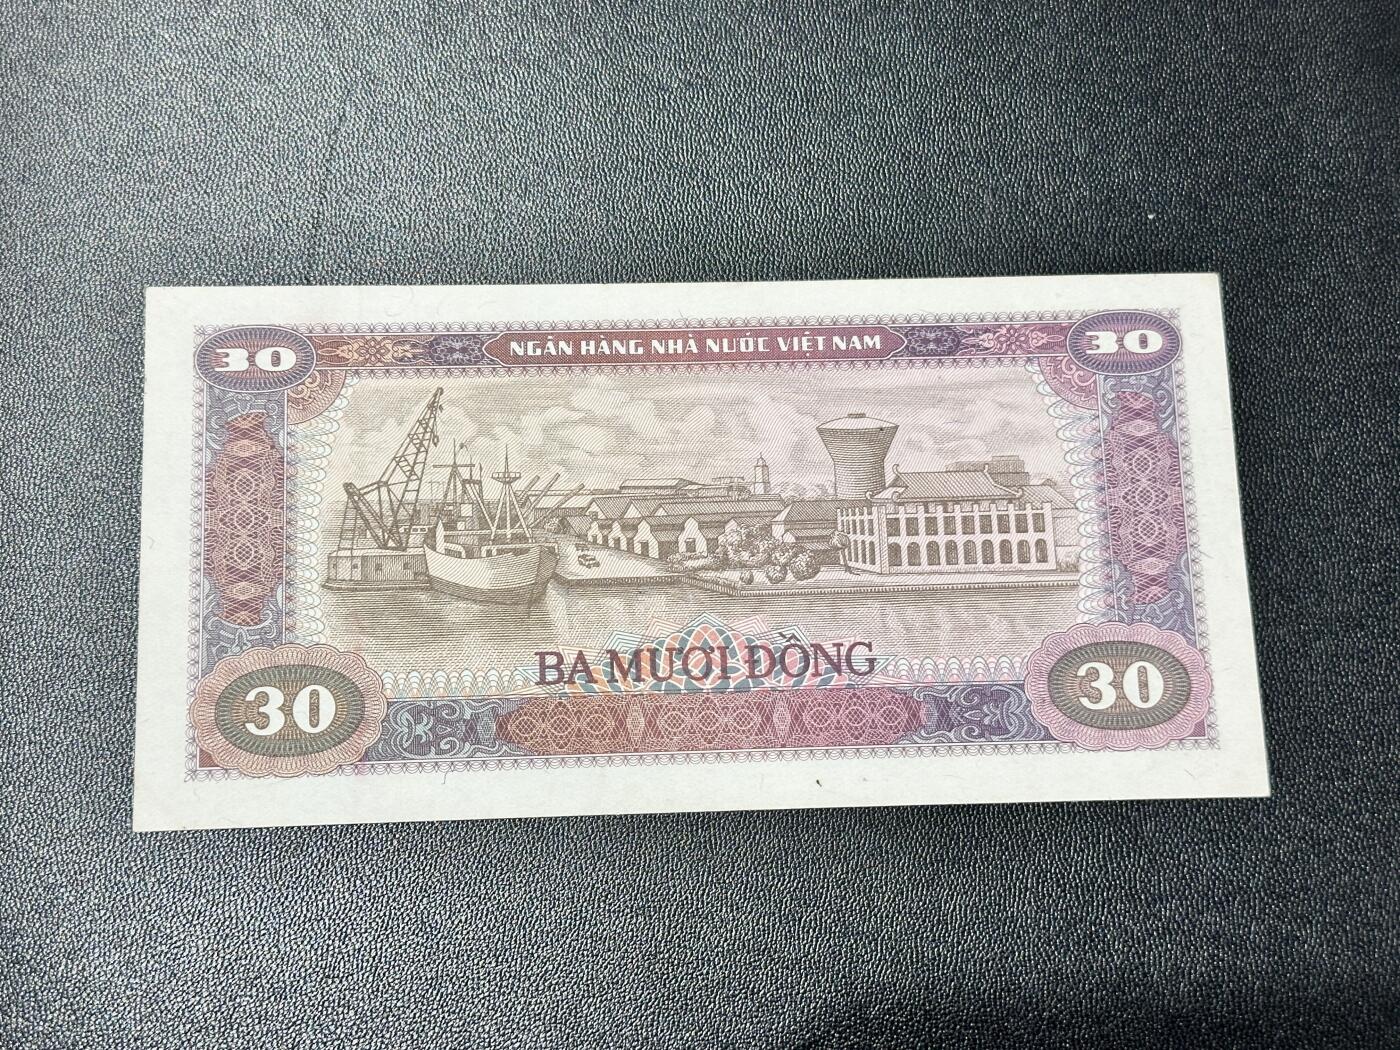 30 NGÂN HÀNG NHÀ NƯỚC VIỆT NAM 30
BA MƯƠI ĐỒNG
30 30